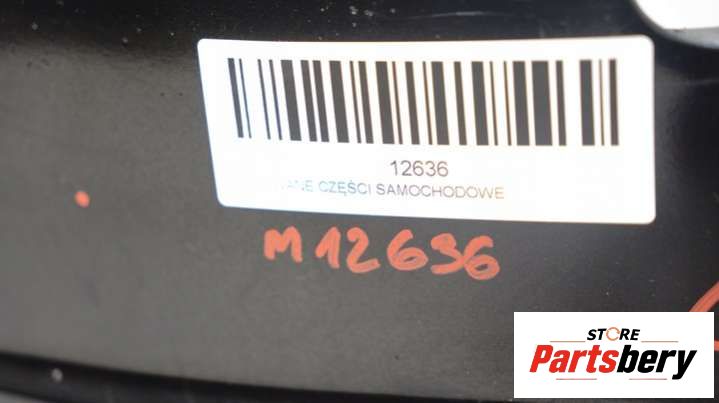 12636
CZĘŚCI SAMOCHODOWE
M12636
STORE
Partsbery